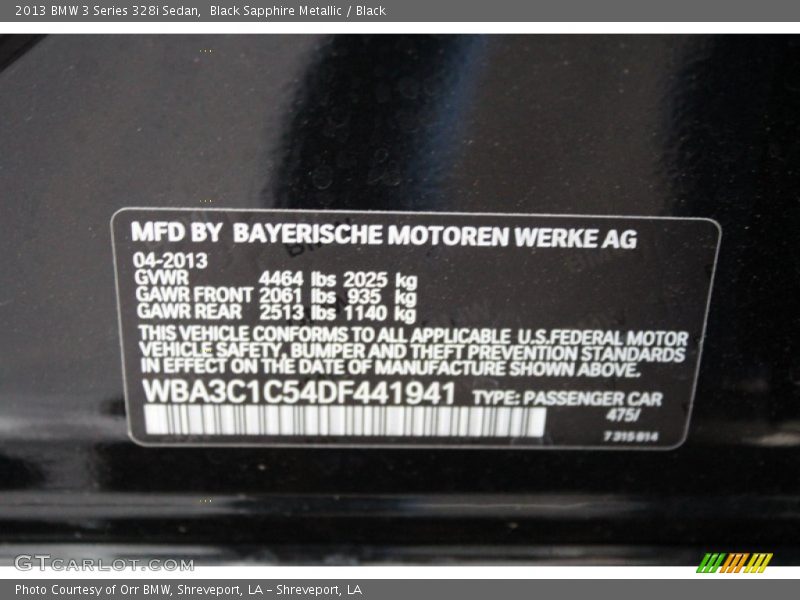 2013 BMW 3 Series 328i Sedan,  Black Sapphire Metallic / Black
MFD BY BAYERISCHE MOTOREN WERKE AG
04-2013
GVWR 4464 lbs 2025 kg
GAWR FRONT 2061 lbs 935 kg
GAWR REAR 2513 lbs 1140 kg
THIS VEHICLE CONFORMS TO ALL APPLICABLE U.S.FEDERAL MOTOR
VEHICLE SAFETY, BUMPER AND THEFT PREVENTION STANDARDS
IN EFFECT ON THE DATE OF MANUFACTURE SHOWN ABOVE.
WBA3C1C54DF441941 TYPE: PASSENGER CAR
475/
7 315 814
GTCARLOT.COM
Photo Courtesy of Orr BMW, Shreveport, LA - Shreveport, LA